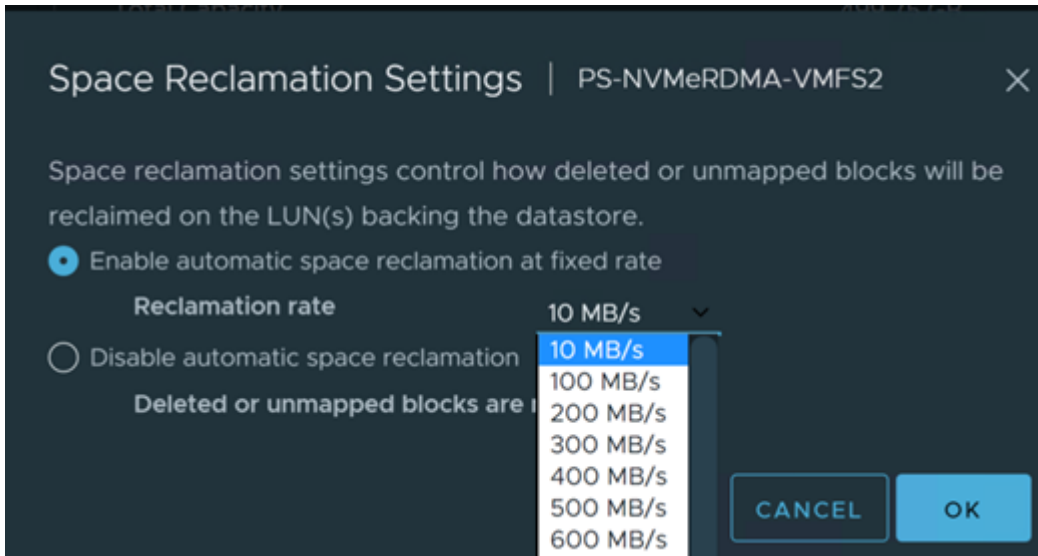 Total Capacity
Space Reclamation Settings | PS-NVMeRDMA-VMFS2
Space reclamation settings control how deleted or unmapped blocks will be
reclaimed on the LUN(s) backing the datastore.
Enable automatic space reclamation at fixed rate
Reclamation rate 10 MB/s
Disable automatic space reclamation
Deleted or unmapped blocks are
10 MB/s
100 MB/s
200 MB/s
300 MB/s
400 MB/s
500 MB/s
600 MB/s
CANCEL OK